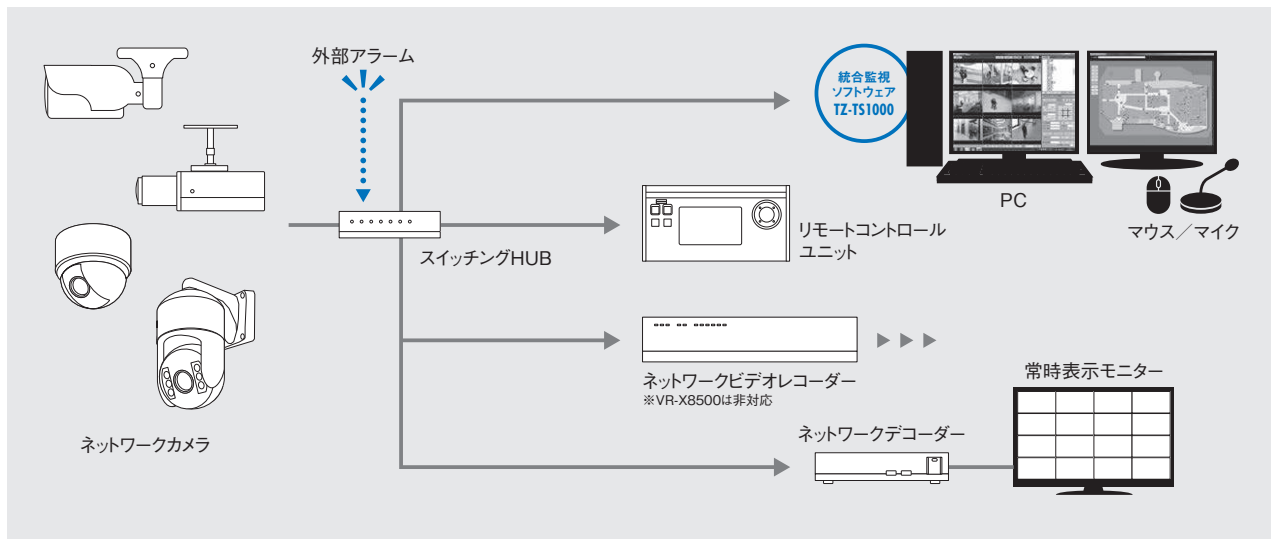 外部アラーム
統合監視
ソフトウェア
TZ-TS1000
PC
マウス／マイク
スイッチングHUB
リモートコントロール
ユニット
ネットワークビデオレコーダー
※VR-X8500は非対応
常時表示モニター
ネットワークカメラ
ネットワークデコーダー